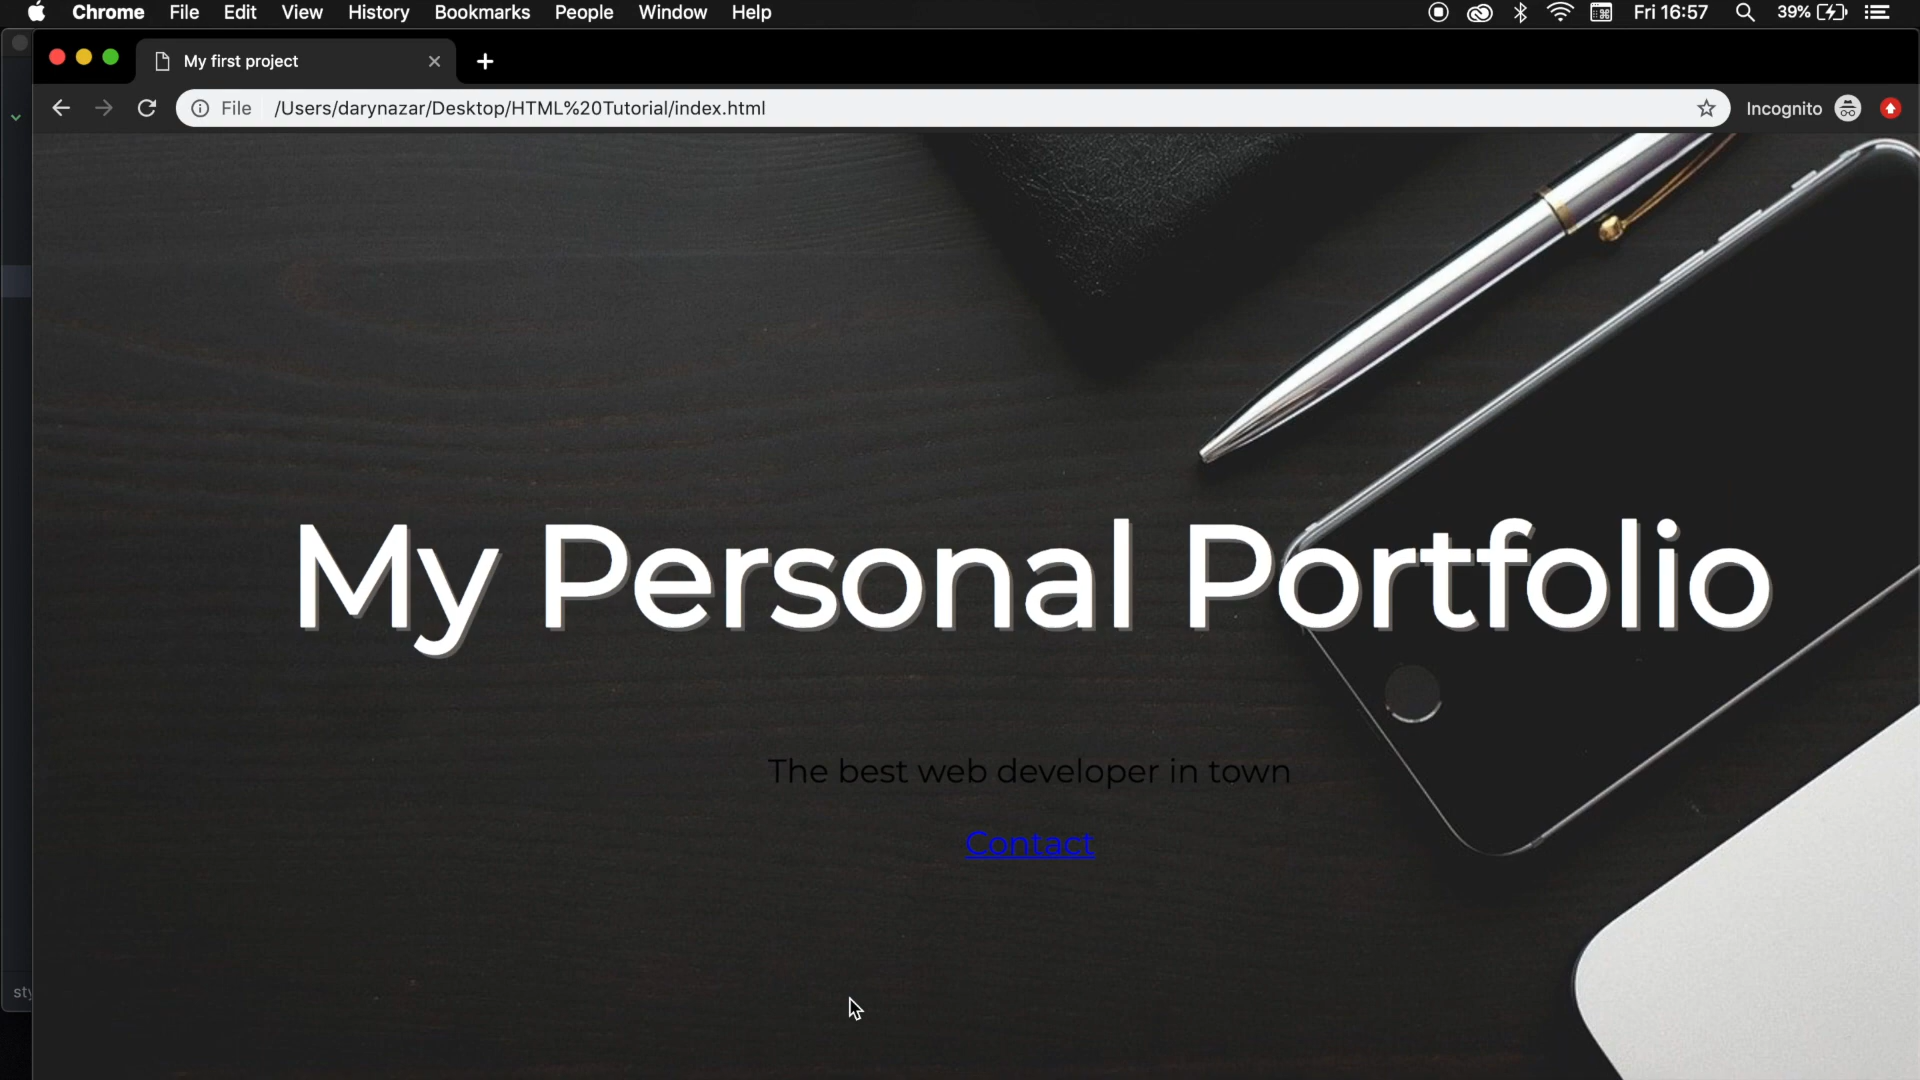 Chrome File Edit View History Bookmarks People Window Help Fri 16:57 39%
My first project
File /Users/darynazar/Desktop/HTML%20Tutorial/index.html Incognito
My Personal Portfolio
The best web developer in town
Contact
sty